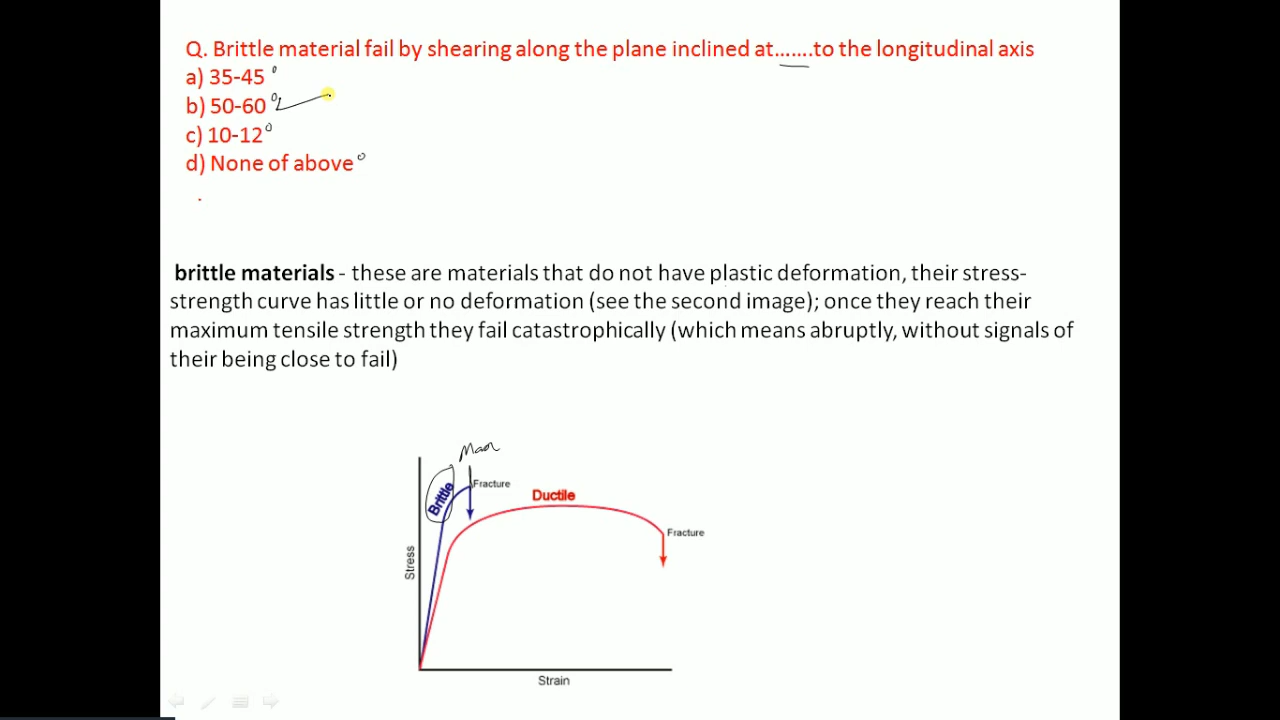 Q. Brittle material fail by shearing along the plane inclined at.......to the longitudinal axis
a) 35-45°
b) 50-60°
c) 10-12°
d) None of above°
brittle materials - these are materials that do not have plastic deformation, their stress-
strength curve has little or no deformation (see the second image); once they reach their
maximum tensile strength they fail catastrophically (which means abruptly, without signals of
their being close to fail)
Brittle
Fracture
Ductile
Fracture
Stress
Strain